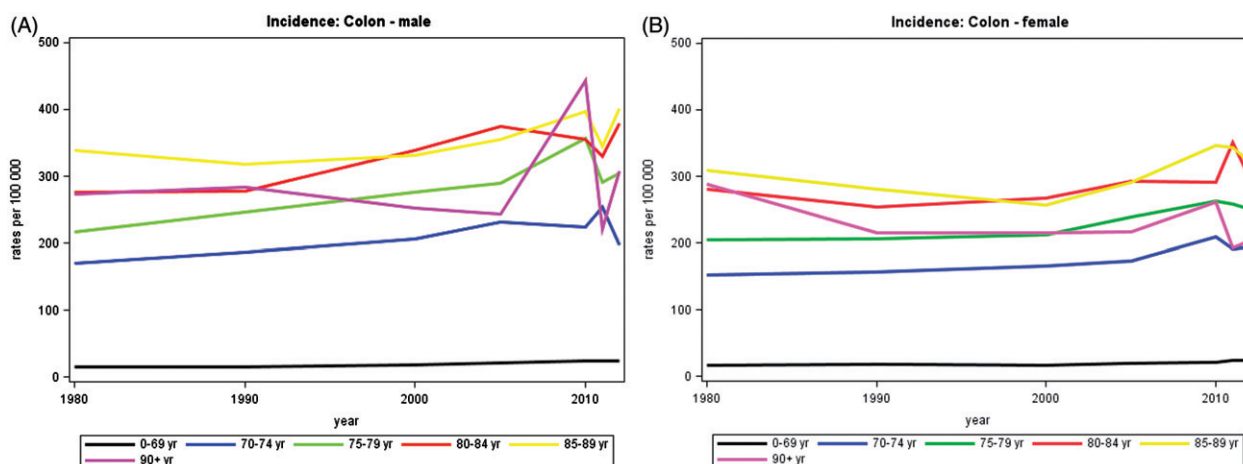 (A)
Incidence: Colon - male
rates per 100 000
500
400
300
200
100
0
1980
1990
2000
2010
year
0-69 yr 70-74 yr 75-79 yr 80-84 yr 85-89 yr
90+ yr
(B)
Incidence: Colon - female
rates per 100 000
500
400
300
200
100
0
1980
1990
2000
2010
year
0-69 yr 70-74 yr 75-79 yr 80-84 yr 85-89 yr
90+ yr